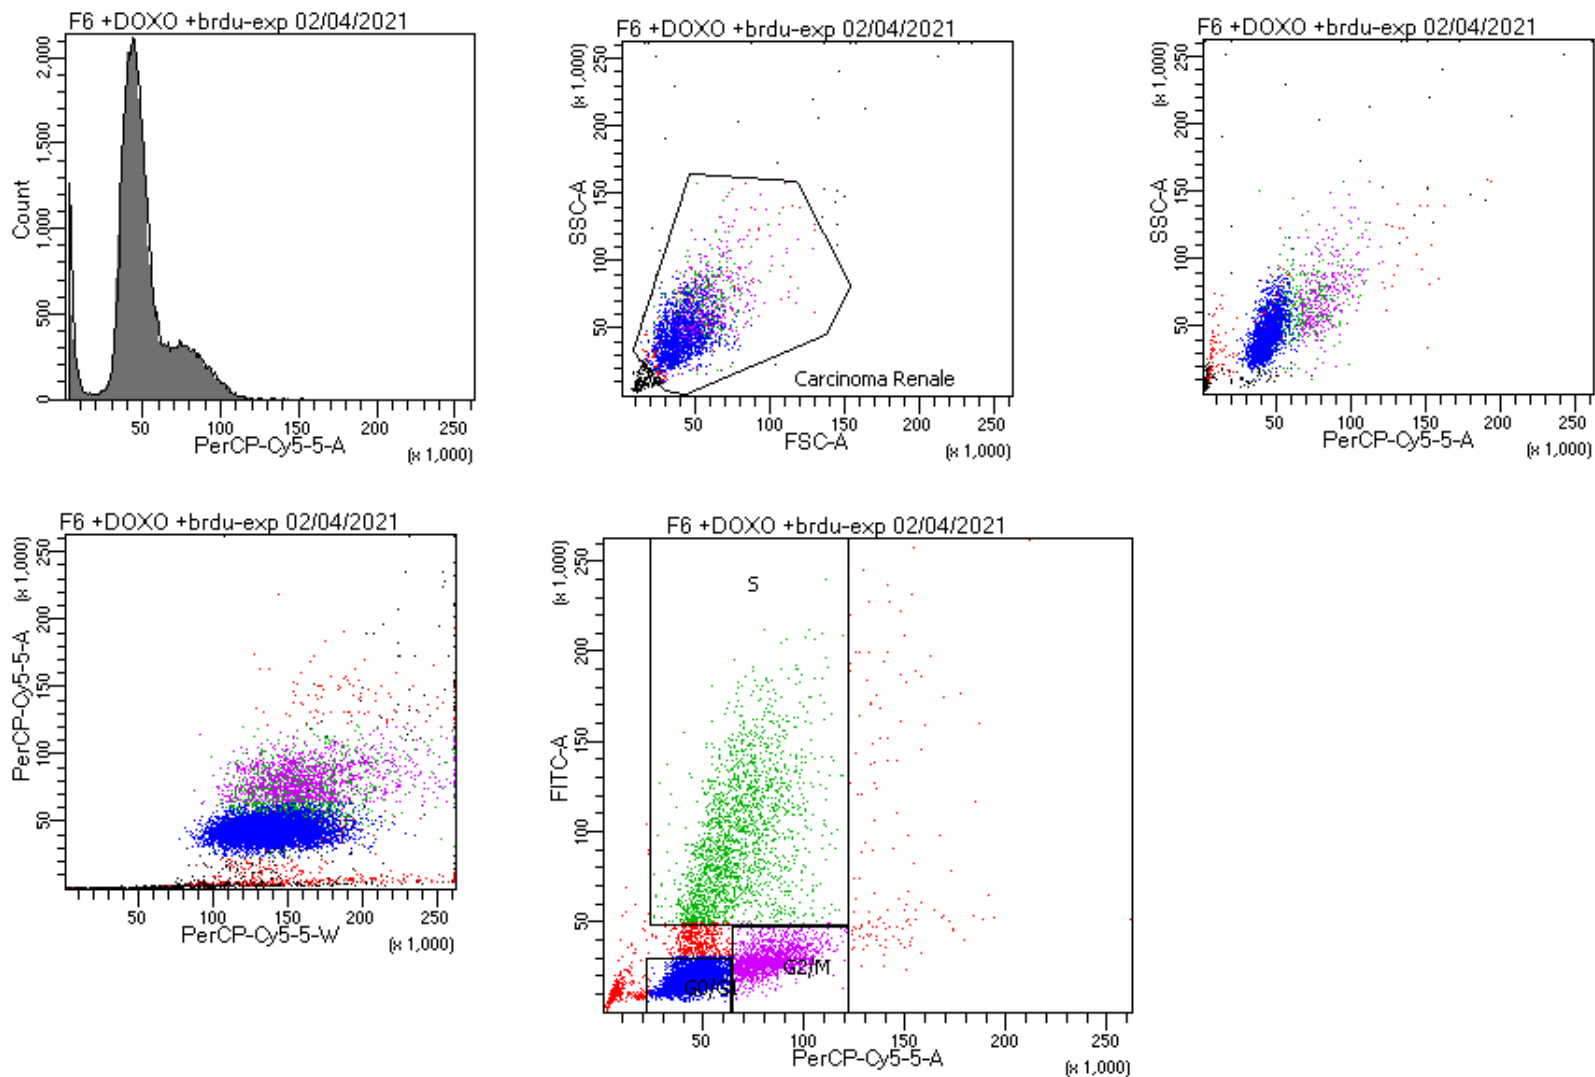 F6 +DOXO +brdu-exp 02/04/2021
Count
2,000
1,500
1,000
500
0
50 100 150 200 250
PerCP-Cy5-5-A
(x 1,000)
F6 +DOXO +brdu-exp 02/04/2021
(x 1,000)
SSC-A
250
200
150
100
50
Carcinoma Renale
50 100 150 200 250
FSC-A
(x 1,000)
F6 +DOXO +brdu-exp 02/04/2021
(x 1,000)
SSC-A
250
200
150
100
50
50 100 150 200 250
PerCP-Cy5-5-A
(x 1,000)
F6 +DOXO +brdu-exp 02/04/2021
(x 1,000)
PerCP-Cy5-5-A
250
200
150
100
50
50 100 150 200 250
PerCP-Cy5-5-W
(x 1,000)
F6 +DOXO +brdu-exp 02/04/2021
(x 1,000)
FITC-A
250
200
150
100
50
S
G2/M
G0/G1
50 100 150 200 250
PerCP-Cy5-5-A
(x 1,000)